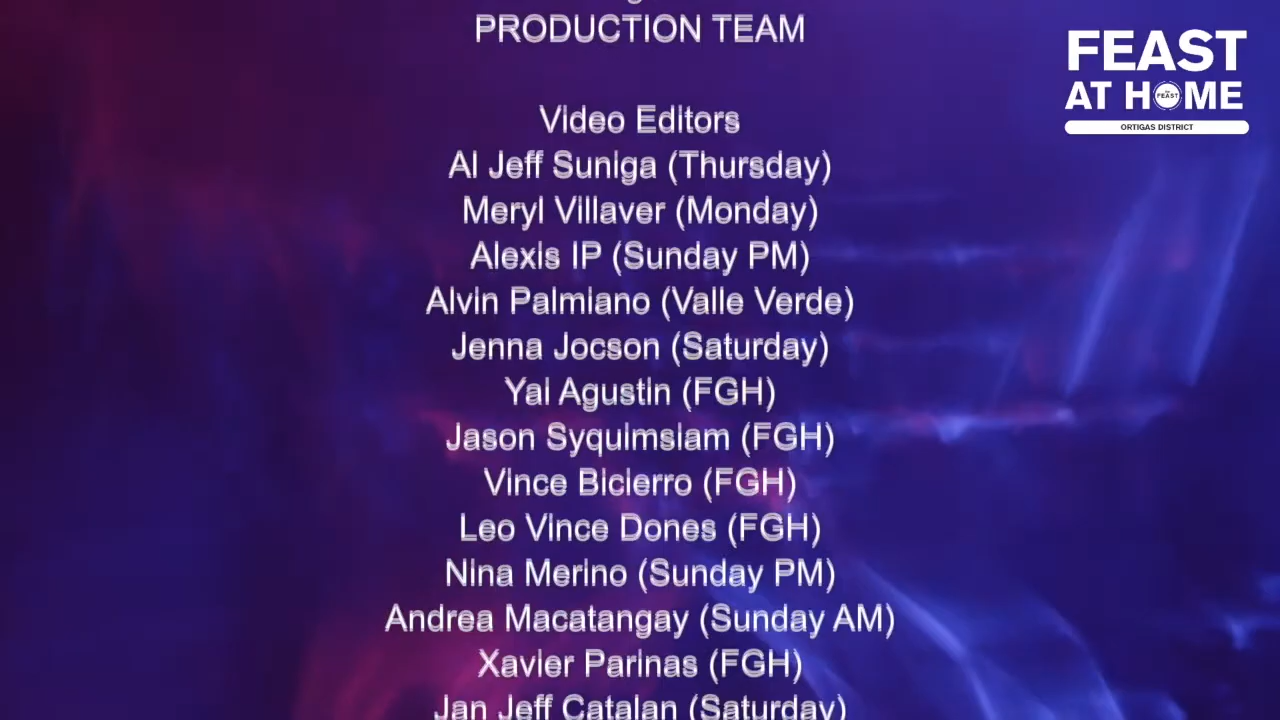 PRODUCTION TEAM
Video Editors
Al Jeff Suniga (Thursday)
Meryl Villaver (Monday)
Alexis IP (Sunday PM)
Alvin Palmiano (Valle Verde)
Jenna Jocson (Saturday)
Yai Agustin (FGH)
Jason Syquimsiam (FGH)
Vince Bicierro (FGH)
Leo Vince Dones (FGH)
Nina Merino (Sunday PM)
Andrea Macatangay (Sunday AM)
Xavier Parinas (FGH)
Jan Jeff Catalan (Saturday)
FEAST
AT HOME
FEAST
ORTIGAS DISTRICT